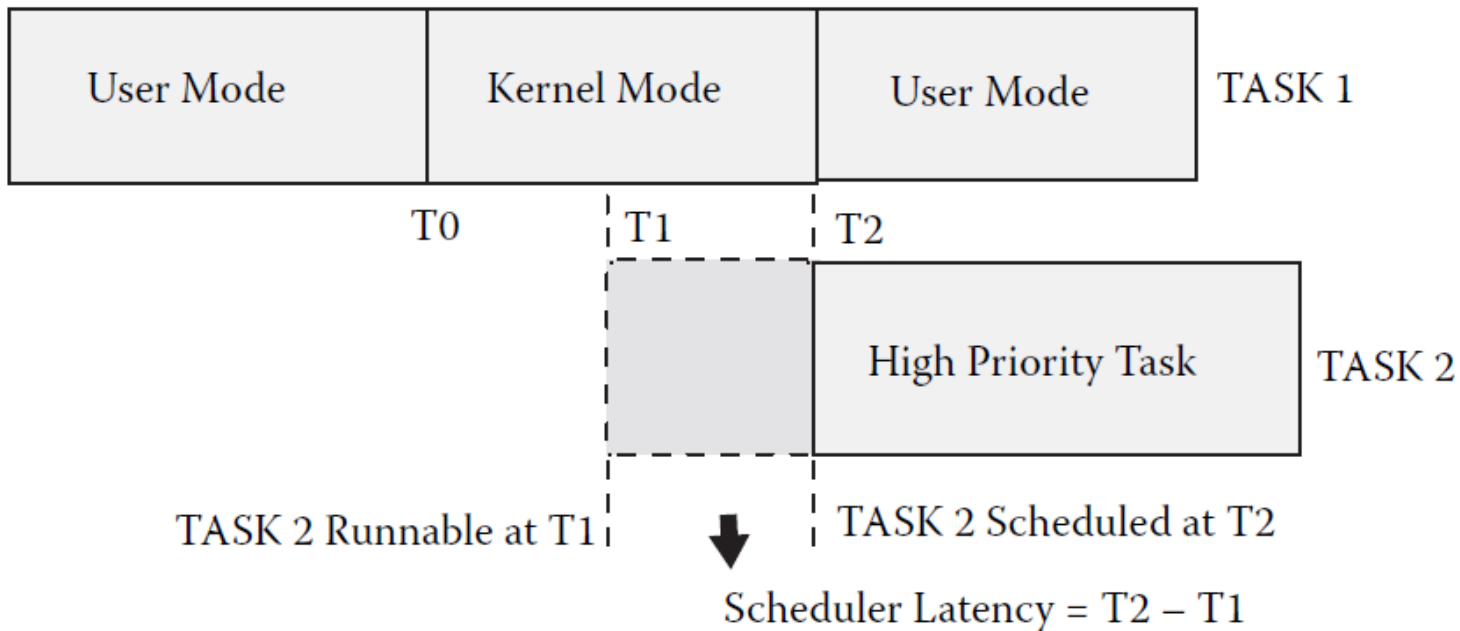 User Mode
Kernel Mode
User Mode
TASK 1
T0
T1
T2
High Priority Task
TASK 2
TASK 2 Runnable at T1
TASK 2 Scheduled at T2
Scheduler Latency = T2 – T1